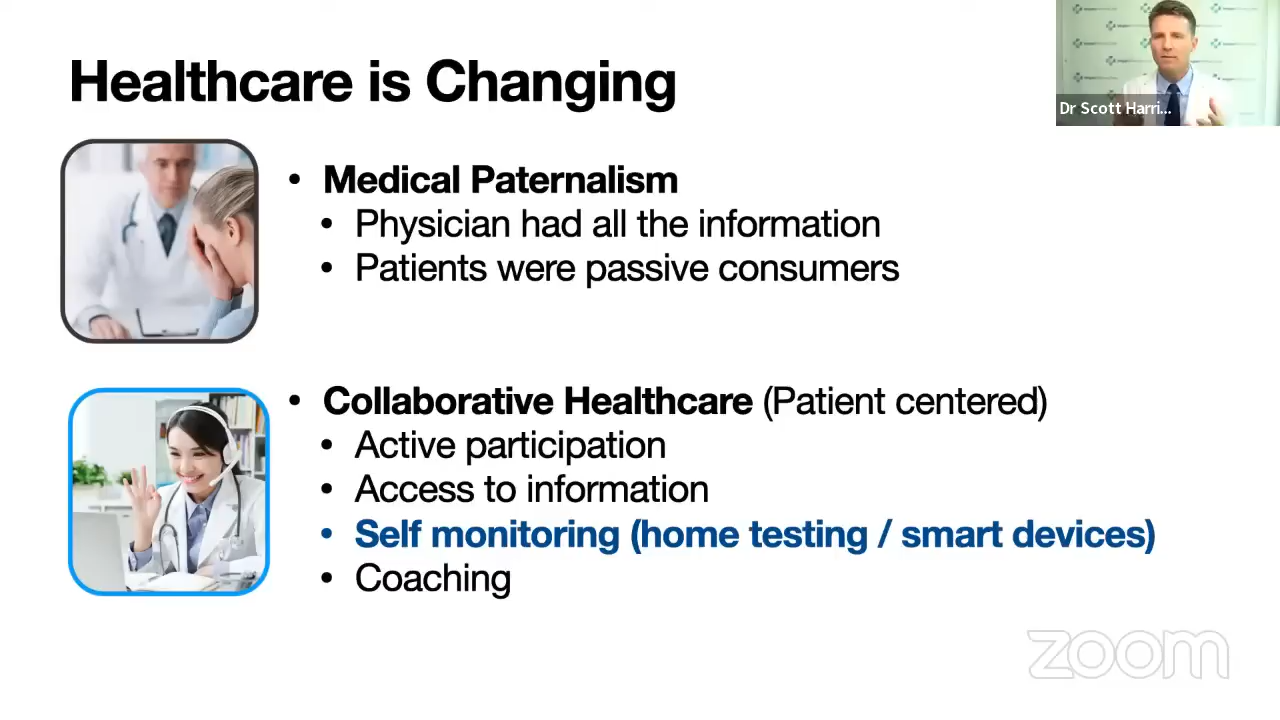 Healthcare is Changing
Dr Scott Harri...
• Medical Paternalism
• Physician had all the information
• Patients were passive consumers
• Collaborative Healthcare (Patient centered)
• Active participation
• Access to information
• Self monitoring (home testing / smart devices)
• Coaching
zoom